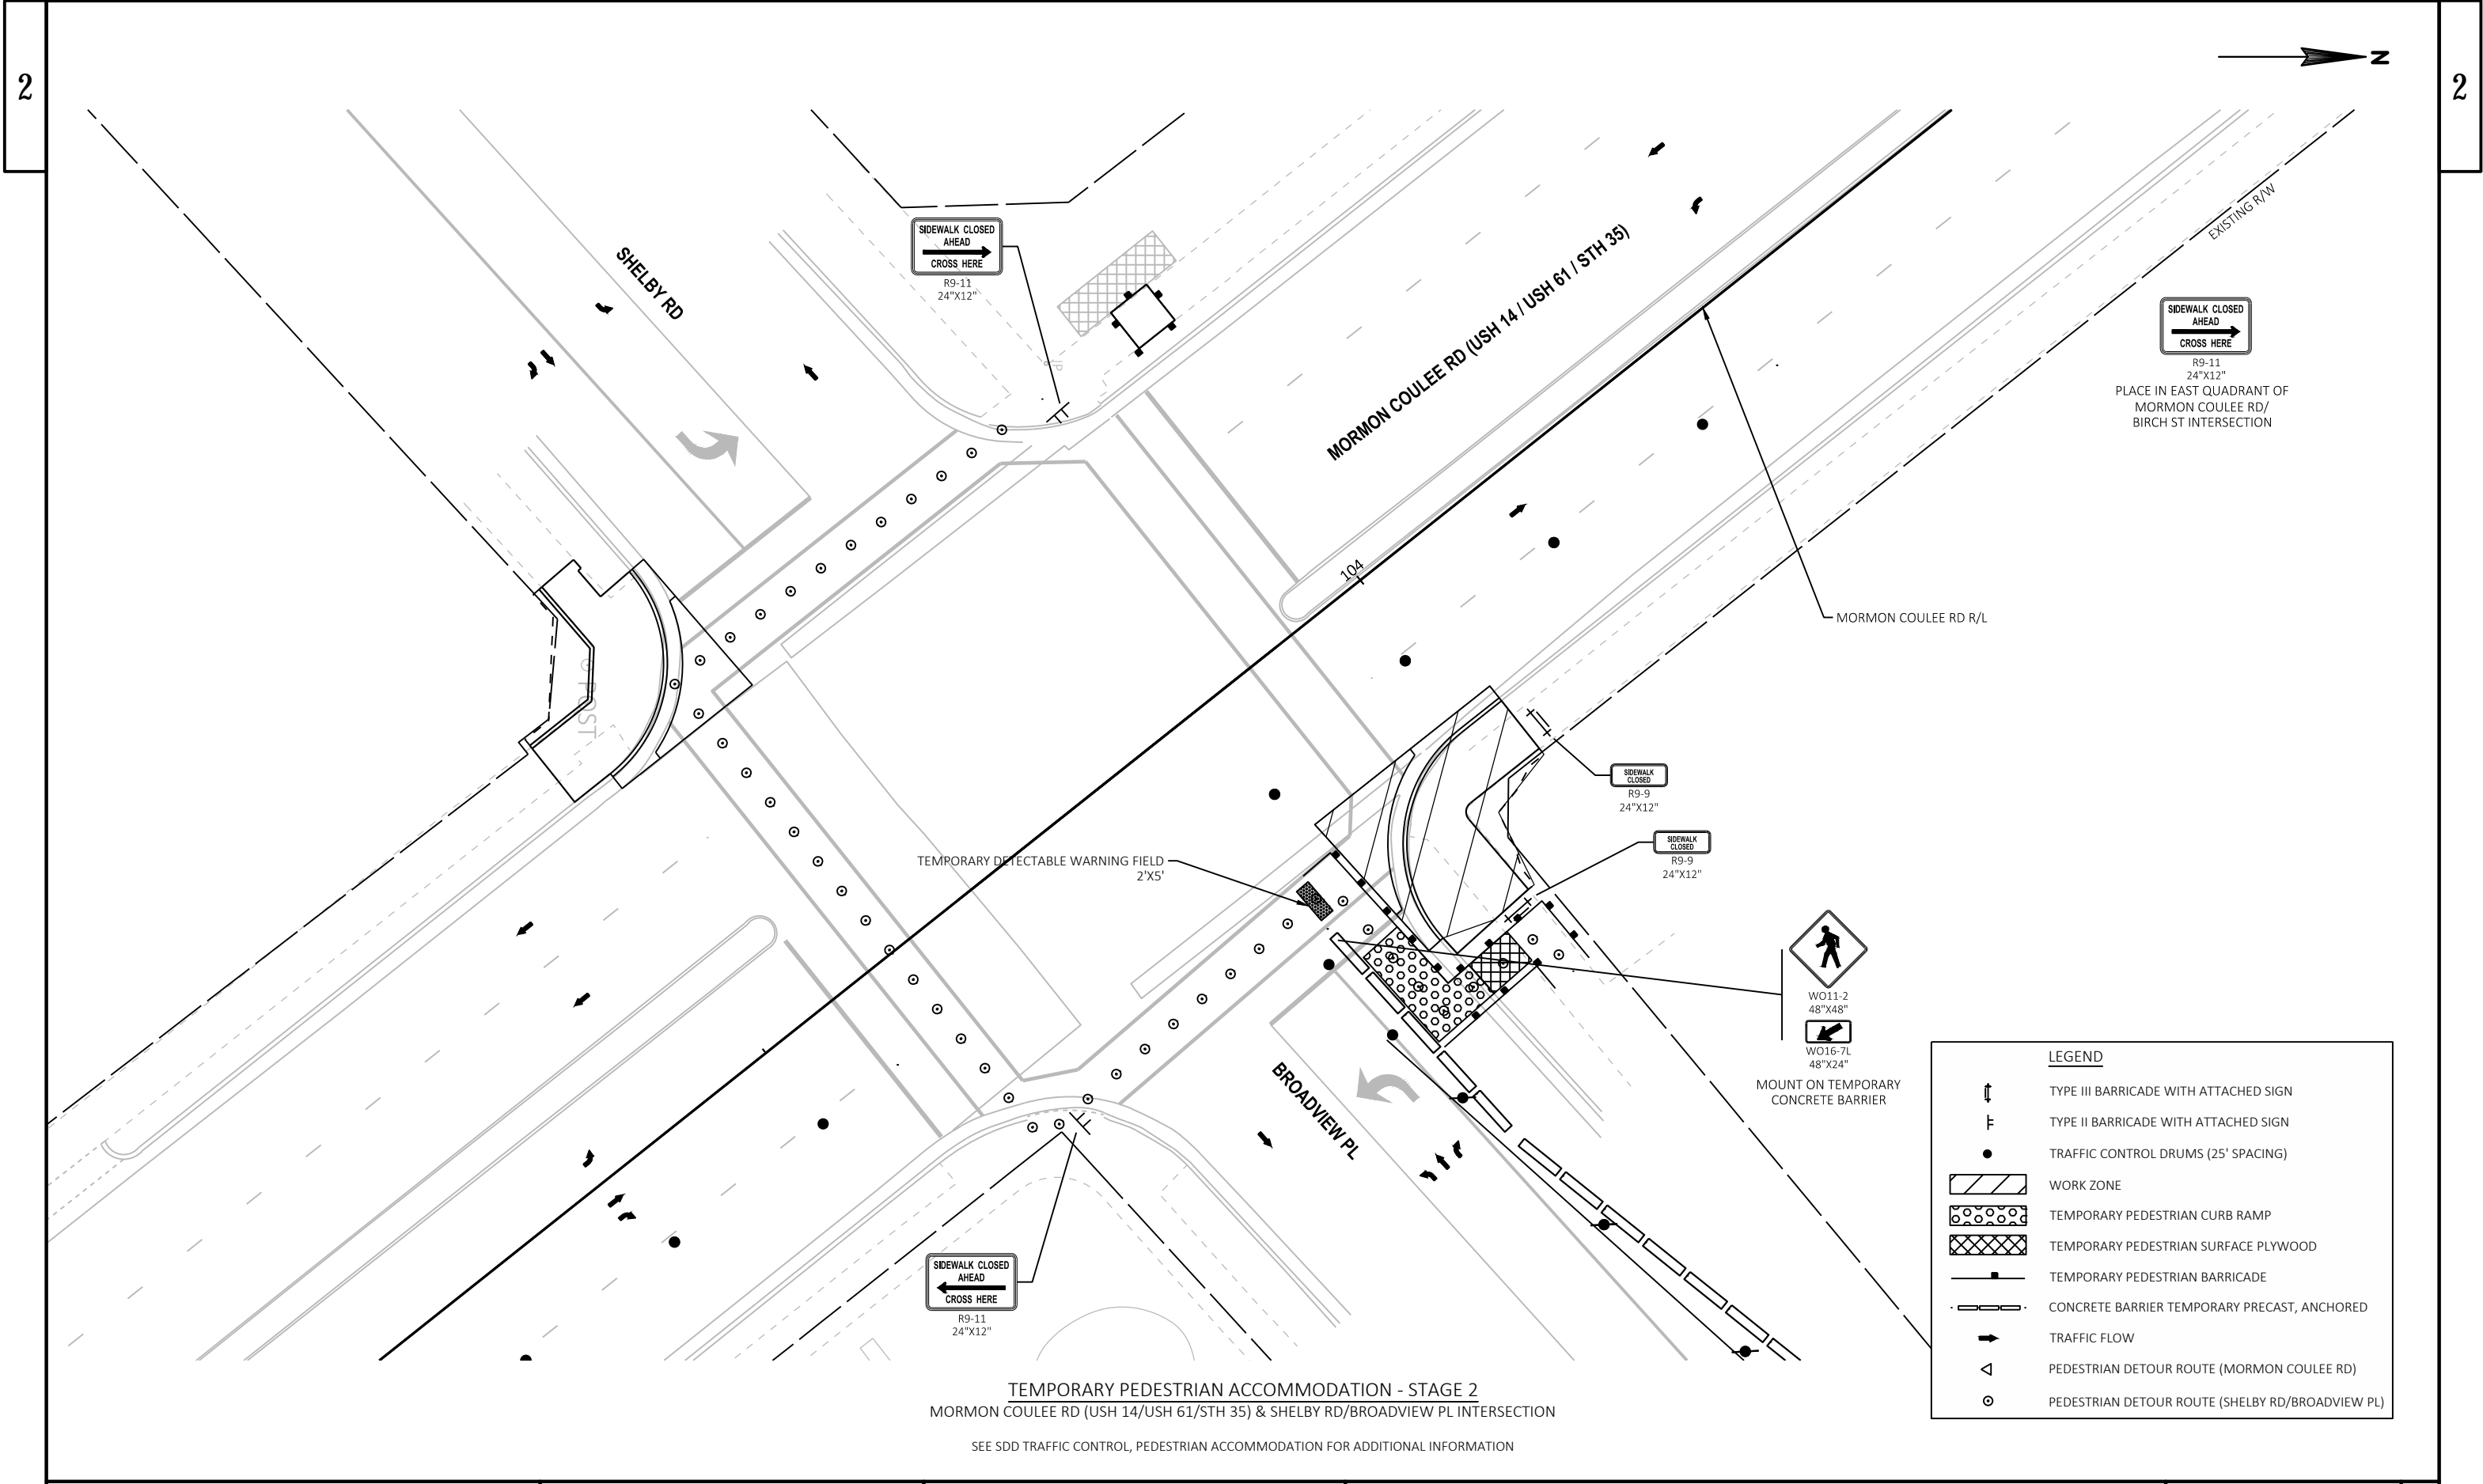 2
2
N
SHELBY RD
SIDEWALK CLOSED
AHEAD
CROSS HERE
R9-11
24"X12"
UP
MORMON COULEE RD (USH 14 / USH 61 / STH 35)
EXISTING R/W
SIDEWALK CLOSED
AHEAD
CROSS HERE
R9-11
24"X12"
PLACE IN EAST QUADRANT OF
MORMON COULEE RD/
BIRCH ST INTERSECTION
104
MORMON COULEE RD R/L
POST
SIDEWALK
CLOSED
R9-9
24"X12"
SIDEWALK
CLOSED
R9-9
24"X12"
TEMPORARY DETECTABLE WARNING FIELD
2'X5'
WO11-2
48"X48"
WO16-7L
48"X24"
MOUNT ON TEMPORARY
CONCRETE BARRIER
BROADVIEW PL
SIDEWALK CLOSED
AHEAD
CROSS HERE
R9-11
24"X12"
LEGEND
TYPE III BARRICADE WITH ATTACHED SIGN
TYPE II BARRICADE WITH ATTACHED SIGN
TRAFFIC CONTROL DRUMS (25' SPACING)
WORK ZONE
TEMPORARY PEDESTRIAN CURB RAMP
TEMPORARY PEDESTRIAN SURFACE PLYWOOD
TEMPORARY PEDESTRIAN BARRICADE
CONCRETE BARRIER TEMPORARY PRECAST, ANCHORED
TRAFFIC FLOW
PEDESTRIAN DETOUR ROUTE (MORMON COULEE RD)
PEDESTRIAN DETOUR ROUTE (SHELBY RD/BROADVIEW PL)
TEMPORARY PEDESTRIAN ACCOMMODATION - STAGE 2
MORMON COULEE RD (USH 14/USH 61/STH 35) & SHELBY RD/BROADVIEW PL INTERSECTION
SEE SDD TRAFFIC CONTROL, PEDESTRIAN ACCOMMODATION FOR ADDITIONAL INFORMATION